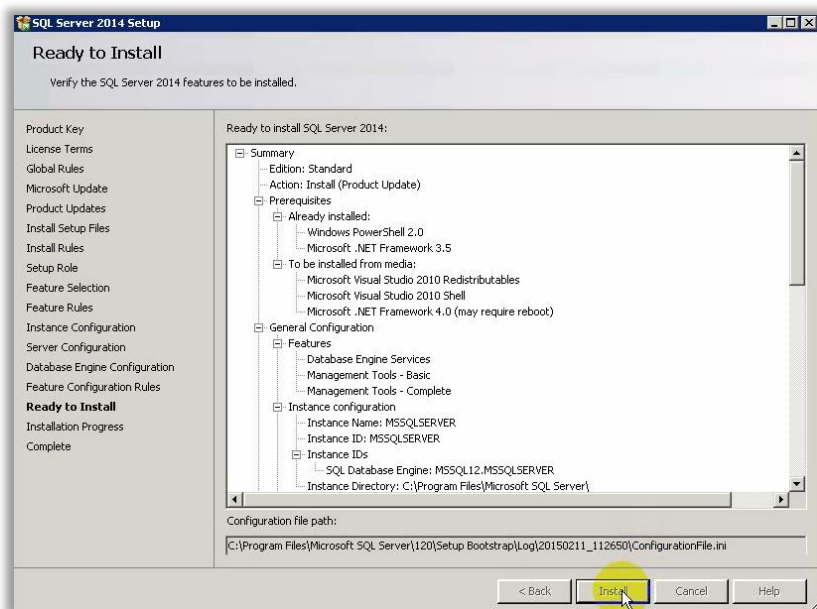 SQL Server 2014 Setup
Ready to Install
Verify the SQL Server 2014 features to be installed.
Product Key
License Terms
Global Rules
Microsoft Update
Product Updates
Install Setup Files
Install Rules
Setup Role
Feature Selection
Feature Rules
Instance Configuration
Server Configuration
Database Engine Configuration
Feature Configuration Rules
Ready to Install
Installation Progress
Complete
Ready to install SQL Server 2014:
Summary
Edition: Standard
Action: Install (Product Update)
Prerequisites
Already installed:
Windows PowerShell 2.0
Microsoft .NET Framework 3.5
To be installed from media:
Microsoft Visual Studio 2010 Redistributables
Microsoft Visual Studio 2010 Shell
Microsoft .NET Framework 4.0 (may require reboot)
General Configuration
Features
Database Engine Services
Management Tools - Basic
Management Tools - Complete
Instance configuration
Instance Name: MSSQLSERVER
Instance ID: MSSQLSERVER
Instance IDs
SQL Database Engine: MSSQL12.MSSQLSERVER
Instance Directory: C:\Program Files\Microsoft SQL Server\
Configuration file path:
C:\Program Files\Microsoft SQL Server\120\Setup Bootstrap\Log\20150211_112650\ConfigurationFile.ini
< Back Install Cancel Help